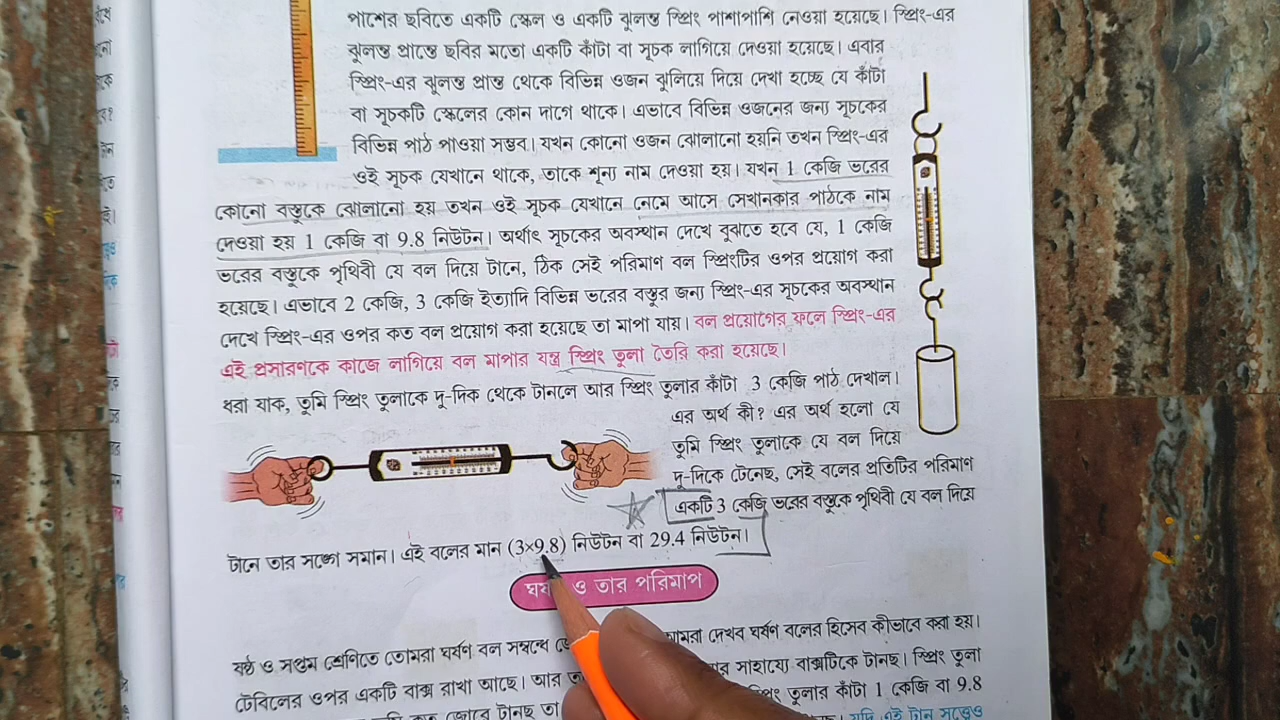 পাশের ছবিতে একটি স্কেল ও একটি ঝুলন্ত স্প্রিং পাশাপাশি নেওয়া হয়েছে। স্প্রিং-এর
ঝুলন্ত প্রান্তে ছবির মতো একটি কাঁটা বা সূচক লাগিয়ে দেওয়া হয়েছে। এবার
স্প্রিং-এর ঝুলন্ত প্রান্ত থেকে বিভিন্ন ওজন ঝুলিয়ে দিয়ে দেখা হচ্ছে যে কাঁটা
বা সূচকটি স্কেলের কোন দাগে থাকে। এভাবে বিভিন্ন ওজনের জন্য সূচকের
বিভিন্ন পাঠ পাওয়া সম্ভব। যখন কোনো ওজন ঝোলানো হয়নি তখন স্প্রিং-এর
ওই সূচক যেখানে থাকে, তাকে শূন্য নাম দেওয়া হয়। যখন 1 কেজি ভরের
কোনো বস্তুকে ঝোলানো হয় তখন ওই সূচক যেখানে নেমে আসে সেখানকার পাঠকে নাম
দেওয়া হয় 1 কেজি বা 9.8 নিউটন। অর্থাৎ সূচকের অবস্থান দেখে বুঝতে হবে যে, 1 কেজি
ভরের বস্তুকে পৃথিবী যে বল দিয়ে টানে, ঠিক সেই পরিমাণ বল স্প্রিংটির ওপর প্রয়োগ করা
হয়েছে। এভাবে 2 কেজি, 3 কেজি ইত্যাদি বিভিন্ন ভরের বস্তুর জন্য স্প্রিং-এর সূচকের অবস্থান
দেখে স্প্রিং-এর ওপর কত বল প্রয়োগ করা হয়েছে তা মাপা যায়। বল প্রয়োগের ফলে স্প্রিং-এর
এই প্রসারণকে কাজে লাগিয়ে বল মাপার যন্ত্র স্প্রিং তুলা তৈরি করা হয়েছে।
ধরা যাক, তুমি স্প্রিং তুলাকে দু-দিক থেকে টানলে আর স্প্রিং তুলার কাঁটা 3 কেজি পাঠ দেখাল।
এর অর্থ কী? এর অর্থ হলো যে
তুমি স্প্রিং তুলাকে যে বল দিয়ে
দু-দিকে টেনেছ, সেই বলের প্রতিটির পরিমাণ
একটি 3 কেজি ভরের বস্তুকে পৃথিবী যে বল দিয়ে
টানে তার সঙ্গে সমান। এই বলের মান (3×9.8) নিউটন বা 29.4 নিউটন।
ও তার পরিমাপ
ষষ্ঠ ও সপ্তম শ্রেণিতে তোমরা ঘর্ষণ বল সম্বন্ধে দেখব ঘর্ষণ বলের হিসেব কীভাবে করা হয়।
টেবিলের ওপর একটি বাক্স রাখা আছে। আর সাহায্যে বাক্সটিকে টানছ। স্প্রিং তুলা
জোরে টানছ তা তুলার কাঁটা 1 কেজি বা 9.8
যদি এই টান সত্ত্বেও